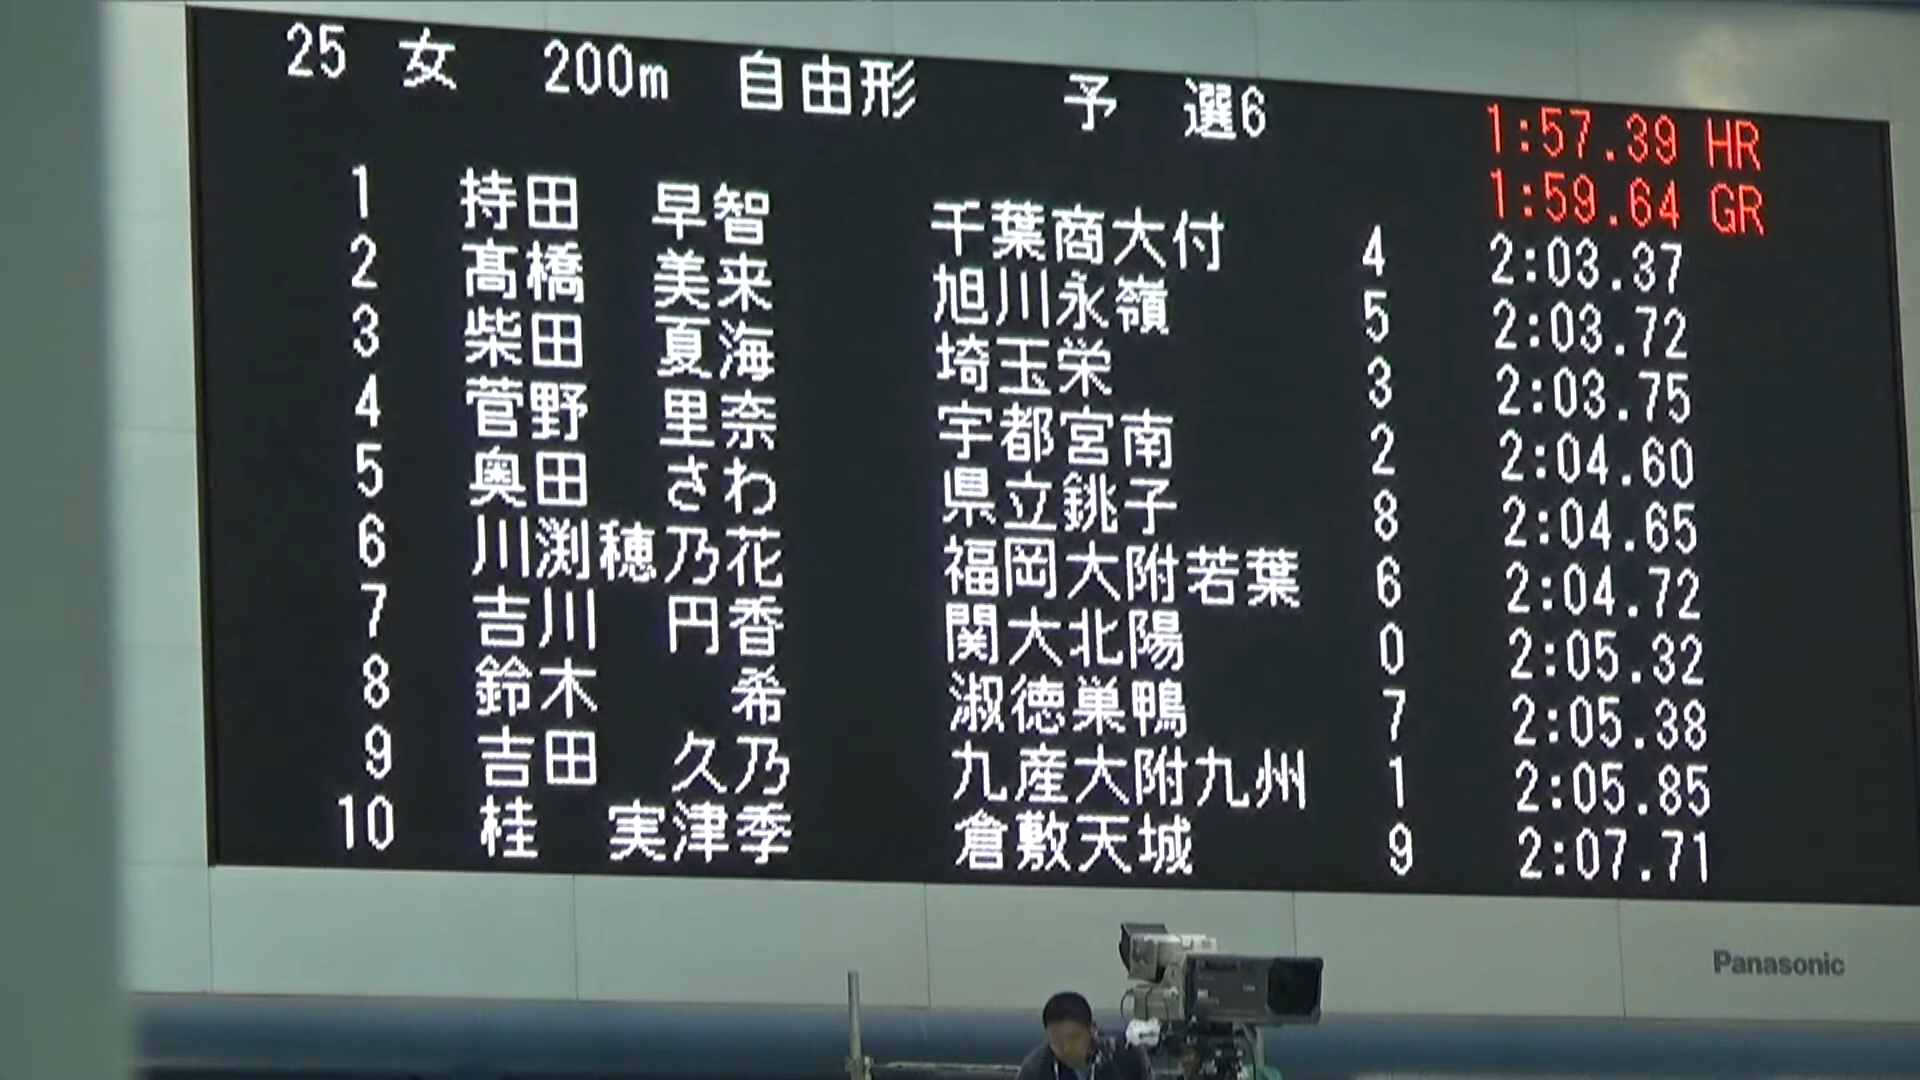 25 女 200m 自由形 予 選6
1:57.39 HR
1:59.64 GR
1 持田 早智 千葉商大付 4 2:03.37
2 髙橋 美来 旭川永嶺 5 2:03.72
3 柴田 夏海 埼玉栄 3 2:03.75
4 菅野 里奈 宇都宮南 2 2:04.60
5 奥田 さわ 県立銚子 8 2:04.65
6 川渕穂乃花 福岡大附若葉 6 2:04.72
7 吉川 円香 関大北陽 0 2:05.32
8 鈴木 希 淑徳巣鴨 7 2:05.38
9 吉田 久乃 九産大附九州 1 2:05.85
10 桂 実津季 倉敷天城 9 2:07.71
Panasonic